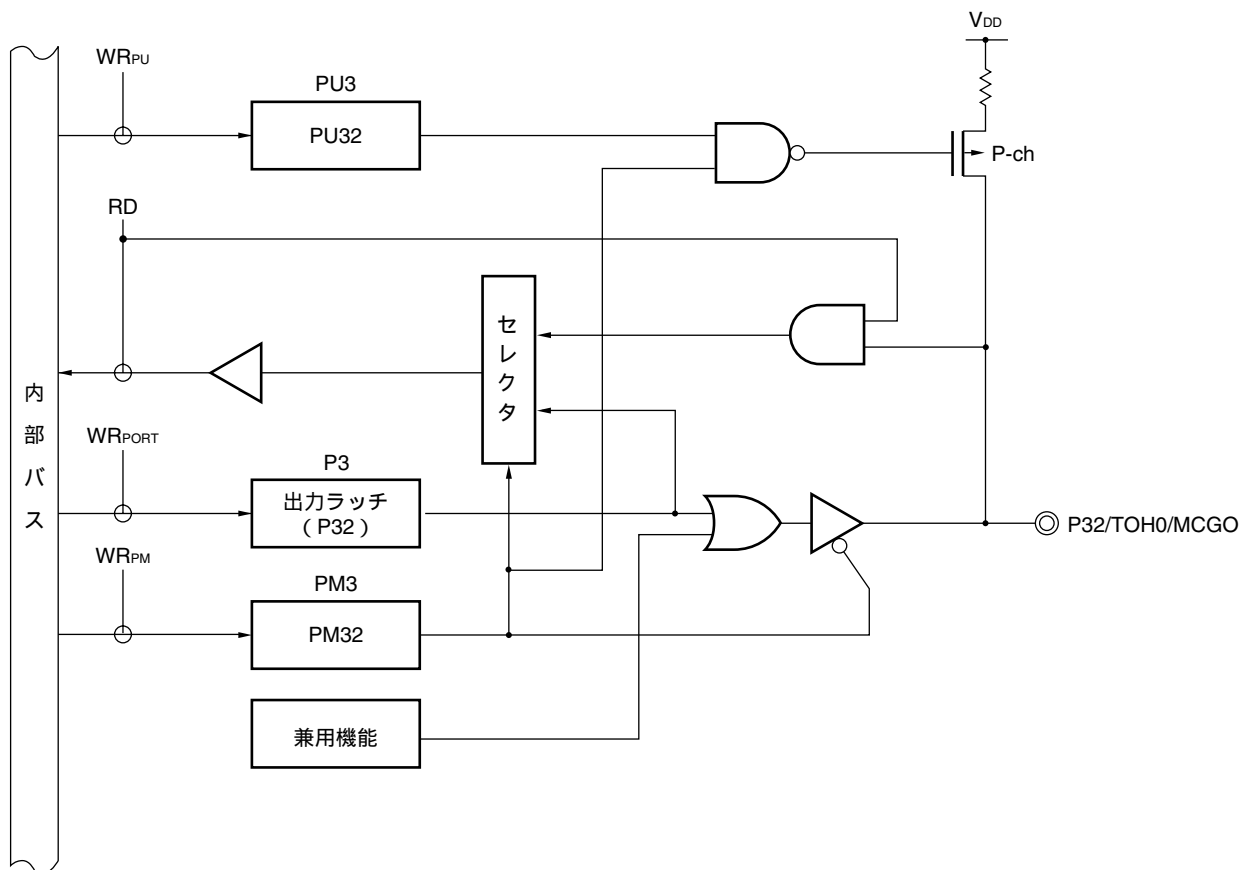 VDD
WRPU
PU3
PU32
P-ch
RD
セレクタ
内部バス
WRPORT
P3
出力ラッチ
（P32）
P32/TOH0/MCGO
WRPM
PM3
PM32
兼用機能